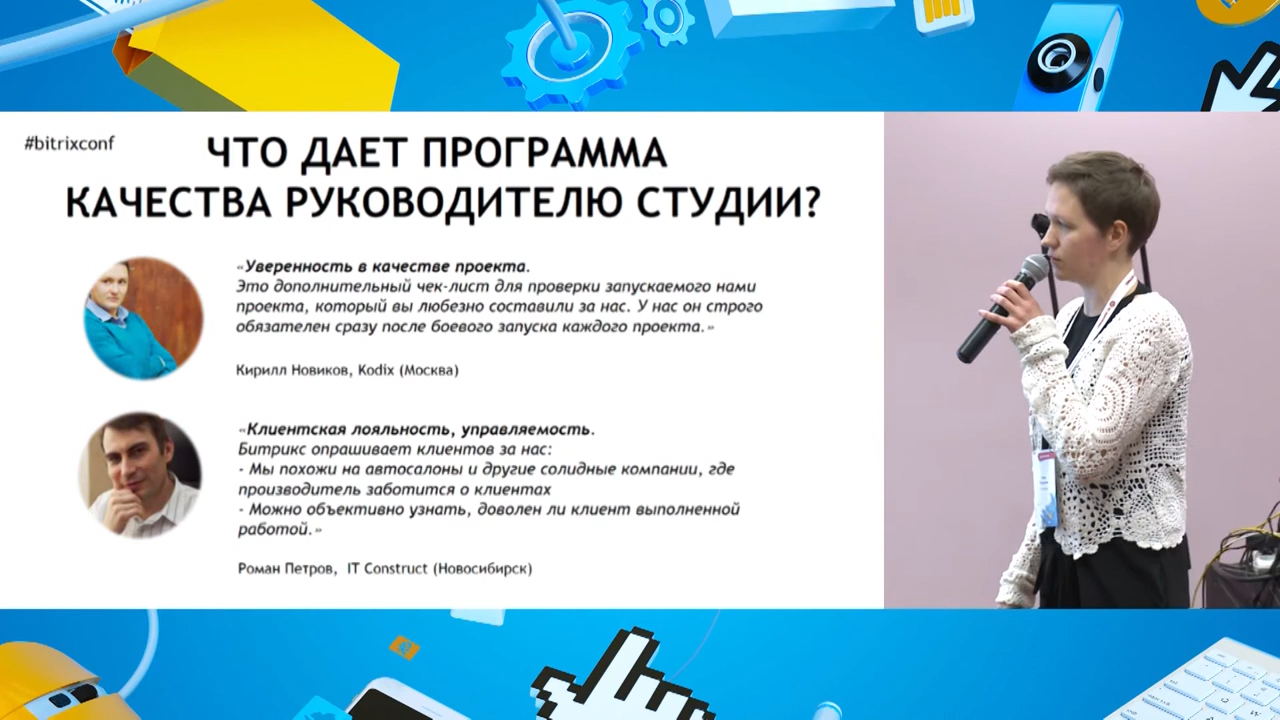 #bitrixconf
ЧТО ДАЕТ ПРОГРАММА
КАЧЕСТВА РУКОВОДИТЕЛЮ СТУДИИ?
«Уверенность в качестве проекта.
Это дополнительный чек-лист для проверки запускаемого нами
проекта, который вы любезно составили за нас. У нас он строго
обязателен сразу после боевого запуска каждого проекта.»
Кирилл Новиков, Kodix (Москва)
«Клиентская лояльность, управляемость.
Битрикс опрашивает клиентов за нас:
- Мы похожи на автосалоны и другие солидные компании, где
производитель заботится о клиентах
- Можно объективно узнать, доволен ли клиент выполненной
работой.»
Роман Петров, IT Construct (Новосибирск)